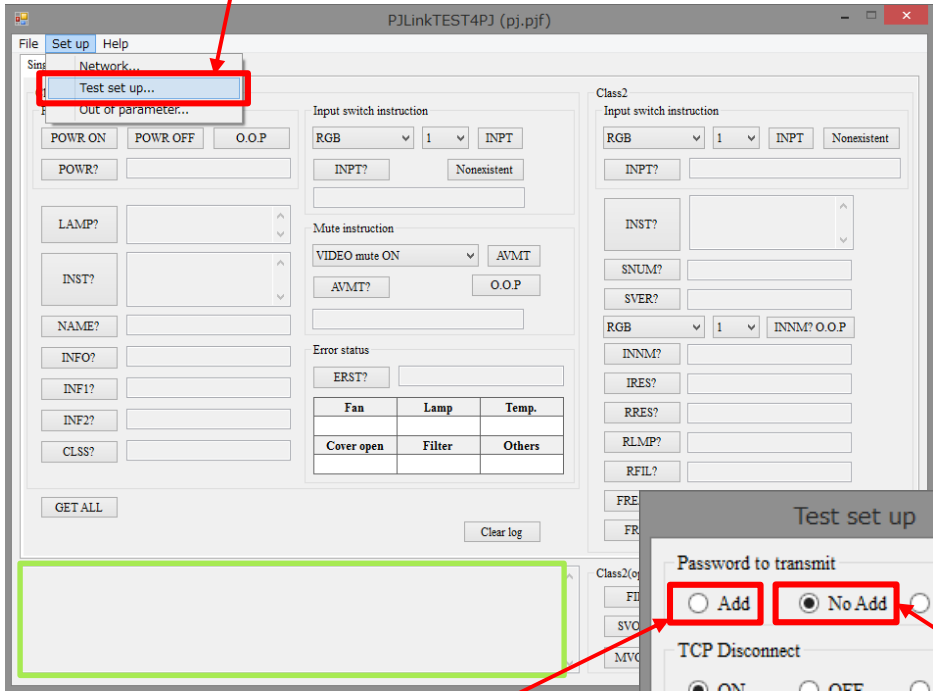 PJLinkTEST4PJ (pj.pjf)
File Set up Help
Network...
Test set up...
Out of parameter...
POWR ON POWR OFF O.O.P
POWR?
LAMP?
INST?
NAME?
INFO?
INF1?
INF2?
CLSS?
GET ALL
Input switch instruction
RGB 1 INPT
INPT? Nonexistent
Mute instruction
VIDEO mute ON AVMT
AVMT? O.O.P
Error status
ERST?
Fan Lamp Temp.
Cover open Filter Others
Clear log
Class2
Input switch instruction
RGB 1 INPT Nonexistent
INPT?
INST?
SNUM?
SVER?
RGB 1 INNM? O.O.P
INNM?
IRES?
RRES?
RLMP?
RFIL?
Test set up
Password to transmit
Add No Add
TCP Disconnect
ON OFF